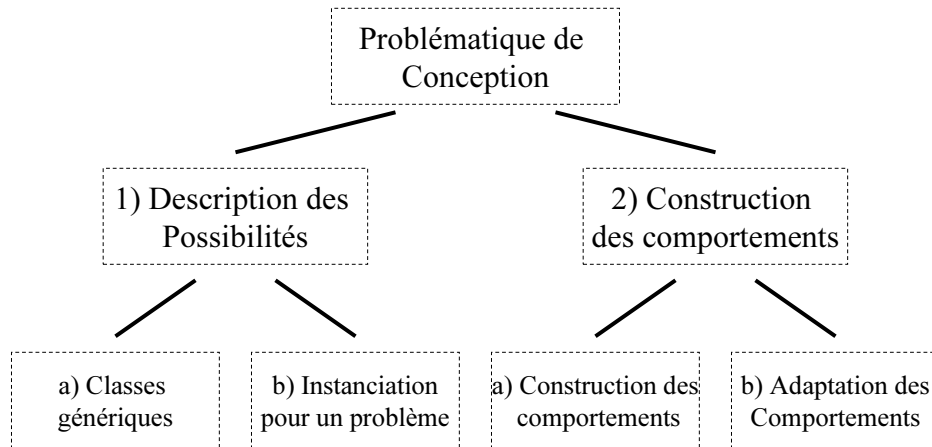 Problématique de
Conception
1) Description des
Possibilités
2) Construction
des comportements
a) Classes
génériques
b) Instanciation
pour un problème
a) Construction des
comportements
b) Adaptation des
Comportements